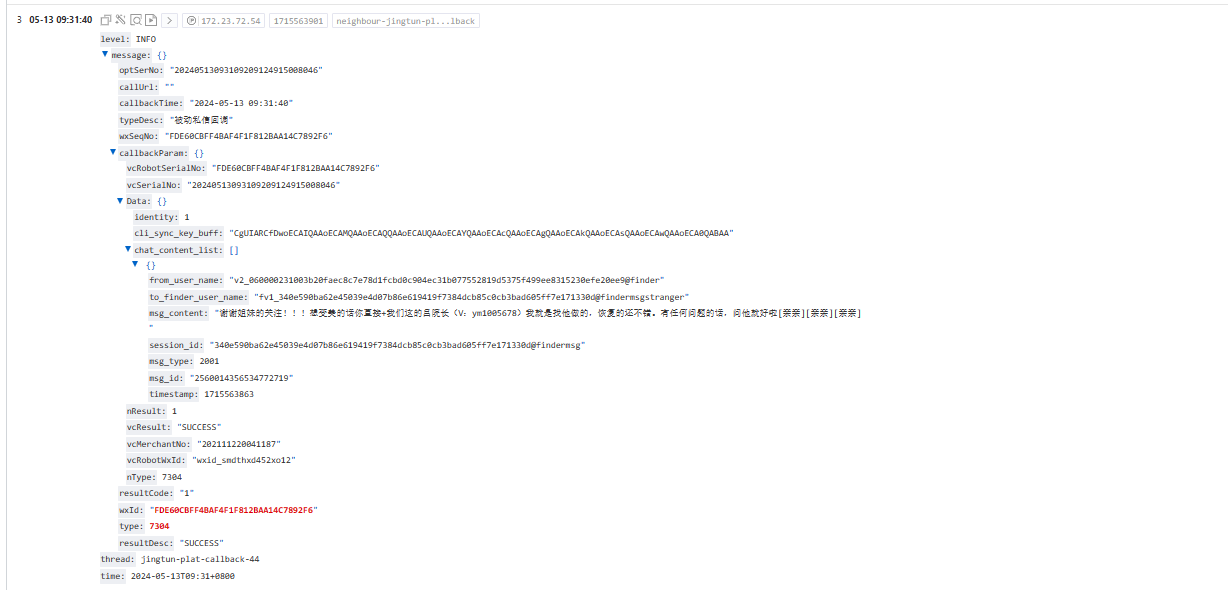 3 05-13 09:31:40 172.23.72.54 1715563901 neighbour-jingtun-pl...lback
level: INFO
message: {}
optSerNo: "20240513093109209124915008046"
callUrl: ""
callbackTime: "2024-05-13 09:31:40"
typeDesc: "被动私信回调"
wxSeqNo: "FDE60CBFF4BAF4F1F812BAA14C7892F6"
callbackParam: {}
vcRobotSerialNo: "FDE60CBFF4BAF4F1F812BAA14C7892F6"
vcSerialNo: "20240513093109209124915008046"
Data: {}
identity: 1
cli_sync_key_buff: "CgUIARCfDwoECAIQAAoECAMQAAoECAQQAAoECAUQAAoECAYQAAoECAcQAAoECAgQAAoECAkQAAoECAsQAAoECAwQAAoECA0QABAA"
chat_content_list: []
{}
from_user_name: "v2_060000231003b20faec8c7e78d1fcbd0c904ec31b077552819d5375f499ee8315230efe20ee9@finder"
to_finder_user_name: "fv1_340e590ba62e45039e4d07b86e619419f7384dcb85c0cb3bad605ff7e171330d@findermsgstranger"
msg_content: "谢谢姐妹的关注！！！想变美的话你直接+我们这的吕院长（V：ym1005678）我就是找他做的，恢复的还不错。有任何问题的话，问他就好啦[亲亲][亲亲][亲亲]
"
session_id: "340e590ba62e45039e4d07b86e619419f7384dcb85c0cb3bad605ff7e171330d@findermsg"
msg_type: 2001
msg_id: "2560014356534772719"
timestamp: 1715563863
nResult: 1
vcResult: "SUCCESS"
vcMerchantNo: "202111220041187"
vcRobotWxId: "wxid_smdthxd452xo12"
nType: 7304
resultCode: "1"
wxId: "FDE60CBFF4BAF4F1F812BAA14C7892F6"
type: 7304
resultDesc: "SUCCESS"
thread: jingtun-plat-callback-44
time: 2024-05-13T09:31+0800